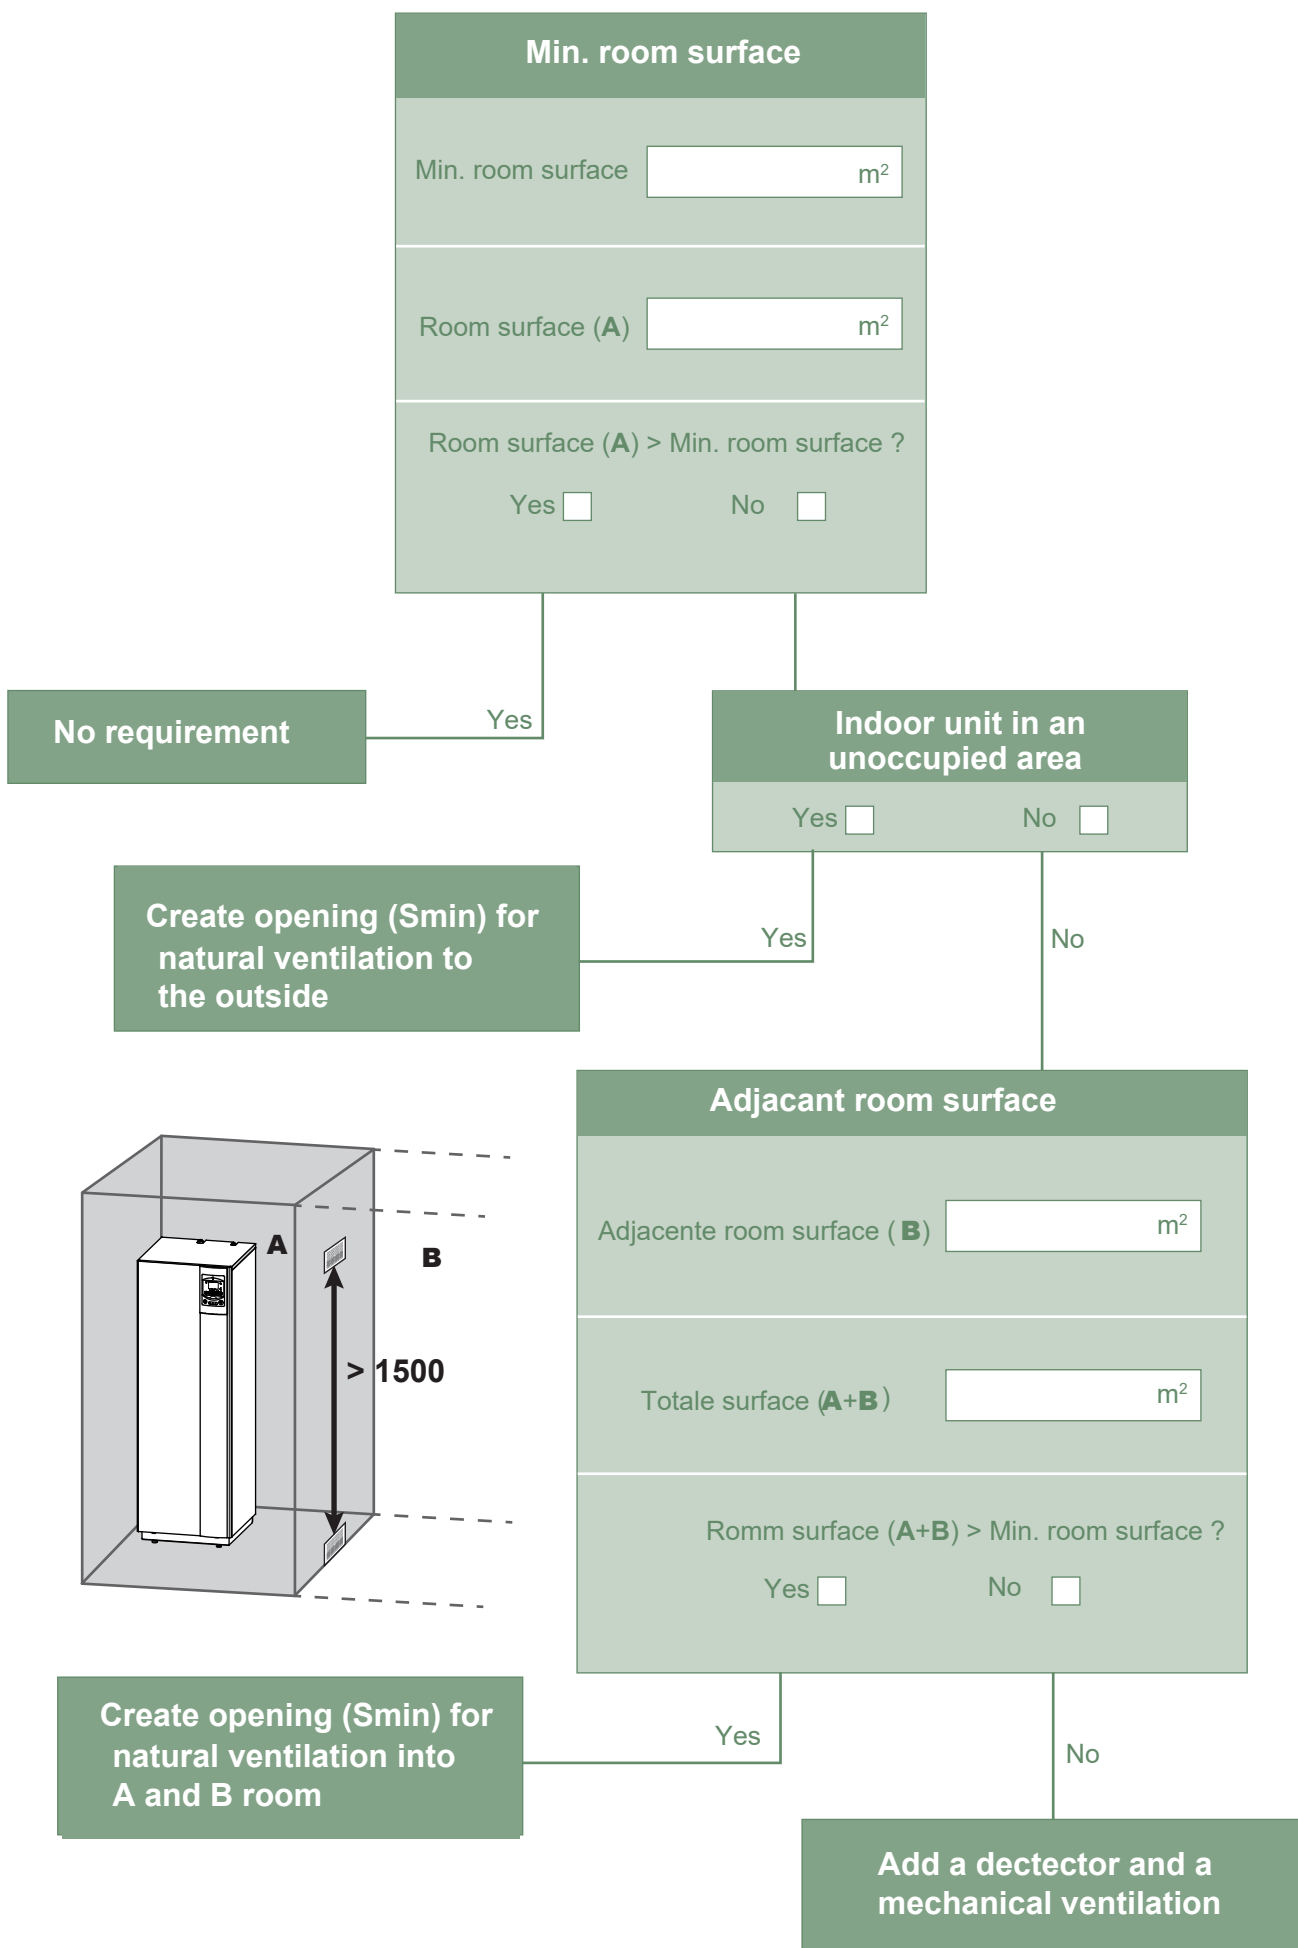 Min. room surface
Min. room surface
m²
Room surface (A)
m²
Room surface (A) > Min. room surface ?
Yes
No
Yes
No requirement
Indoor unit in an
unoccupied area
Yes
No
Create opening (Smin) for
natural ventilation to
the outside
Yes
No
Adjacant room surface
Adjacente room surface ( B)
m²
A
B
> 1500
Totale surface (A+B)
m²
Romm surface (A+B) > Min. room surface ?
Yes
No
Create opening (Smin) for
natural ventilation into
A and B room
Yes
No
Add a dectector and a
mechanical ventilation